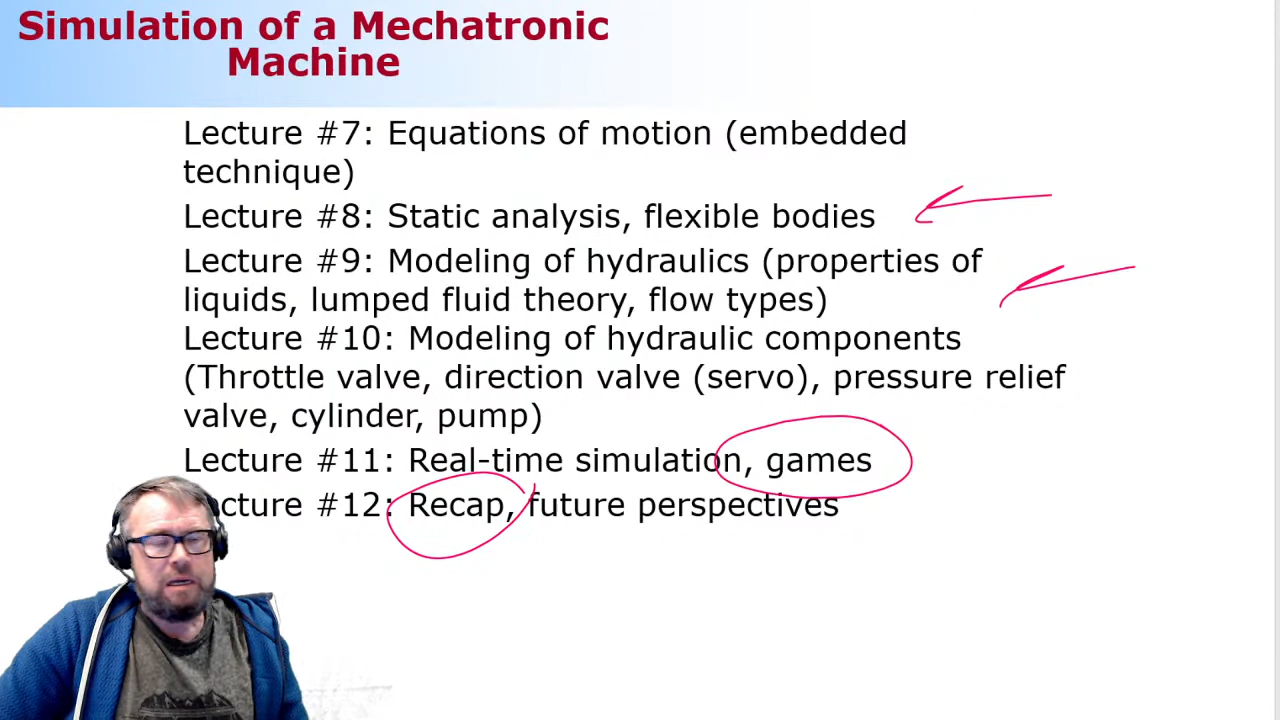 Simulation of a Mechatronic
Machine
Lecture #7: Equations of motion (embedded
technique)
Lecture #8: Static analysis, flexible bodies
Lecture #9: Modeling of hydraulics (properties of
liquids, lumped fluid theory, flow types)
Lecture #10: Modeling of hydraulic components
(Throttle valve, direction valve (servo), pressure relief
valve, cylinder, pump)
Lecture #11: Real-time simulation, games
Lecture #12: Recap, future perspectives